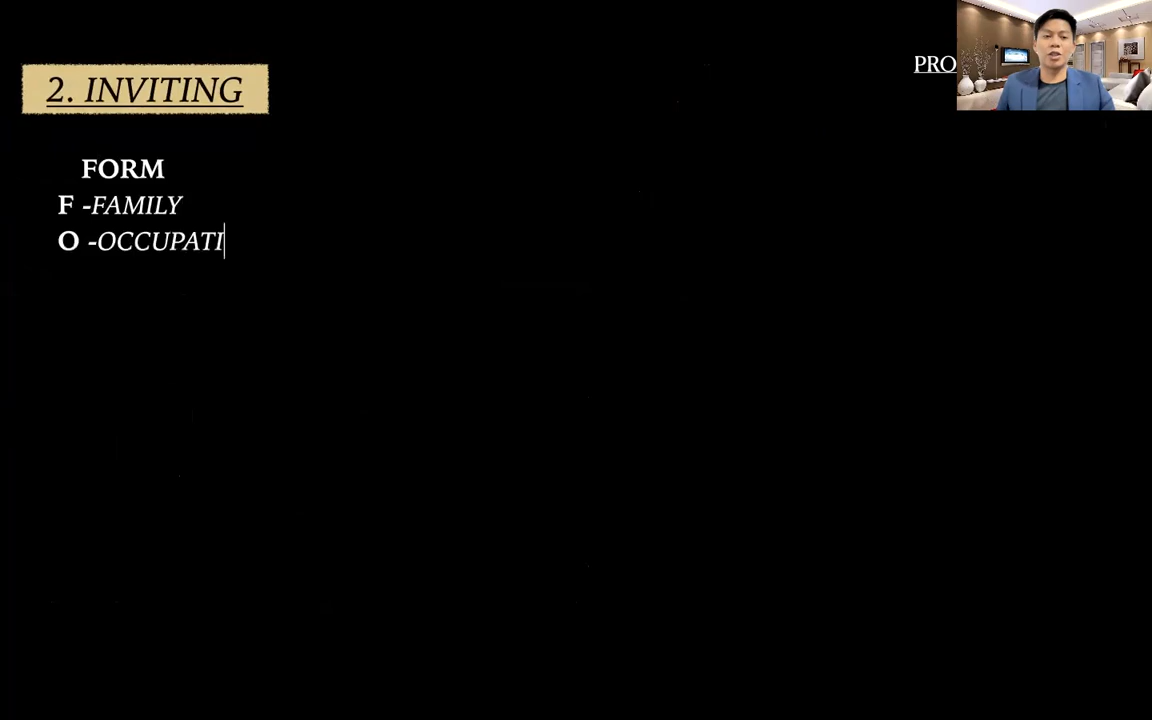 2. INVITING
PRO
FORM
F -FAMILY
O -OCCUPATI